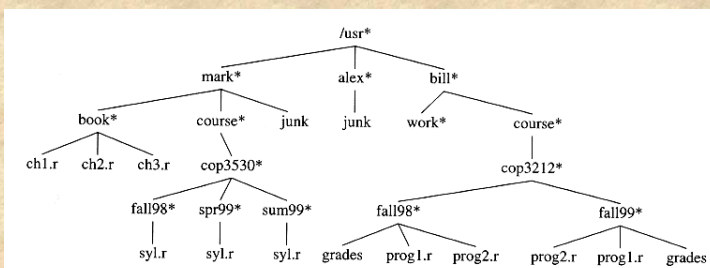 /usr*
mark* alex* bill*
book* course* junk junk work* course*
ch1.r ch2.r ch3.r cop3530* cop3212*
fall98* spr99* sum99* fall98* fall99*
syl.r syl.r syl.r grades prog1.r prog2.r prog2.r prog1.r grades